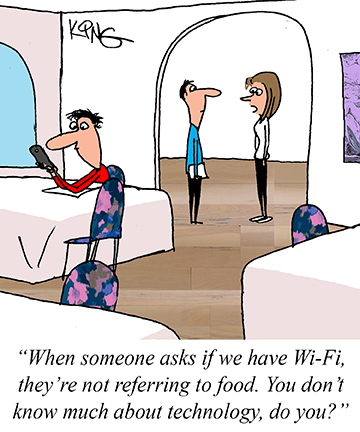 KONG
“When someone asks if we have Wi-Fi,
they’re not referring to food. You don’t
know much about technology, do you?”